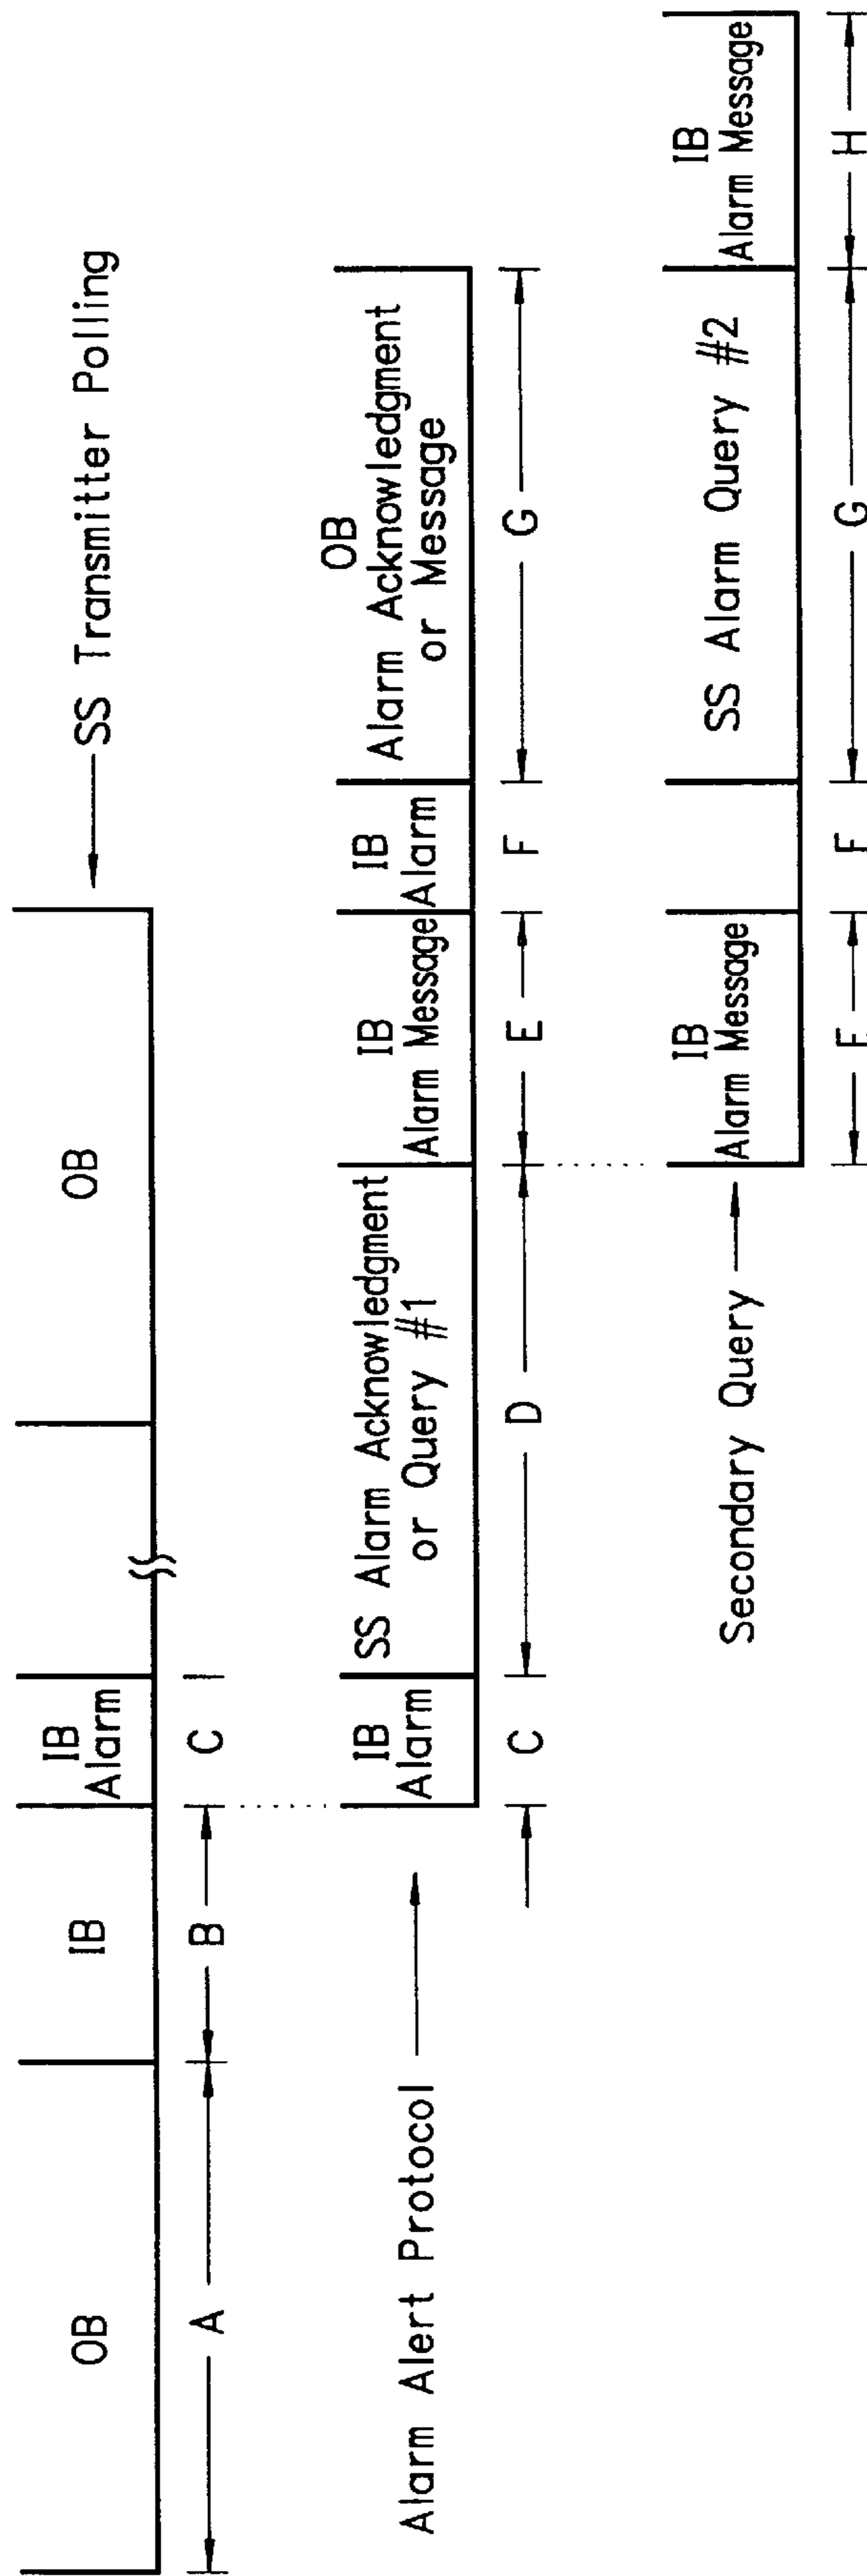 OB
IB
IB
Alarm
OB
SS Transmitter Polling
A
B
C
Alarm Alert Protocol
IB
Alarm
SS Alarm Acknowledgment
or Query #1
IB
Alarm Message
IB
Alarm
OB
Alarm Acknowledgment
or Message
C
D
E
F
G
Secondary Query
IB
Alarm Message
SS Alarm Query #2
IB
Alarm Message
E
F
G
H